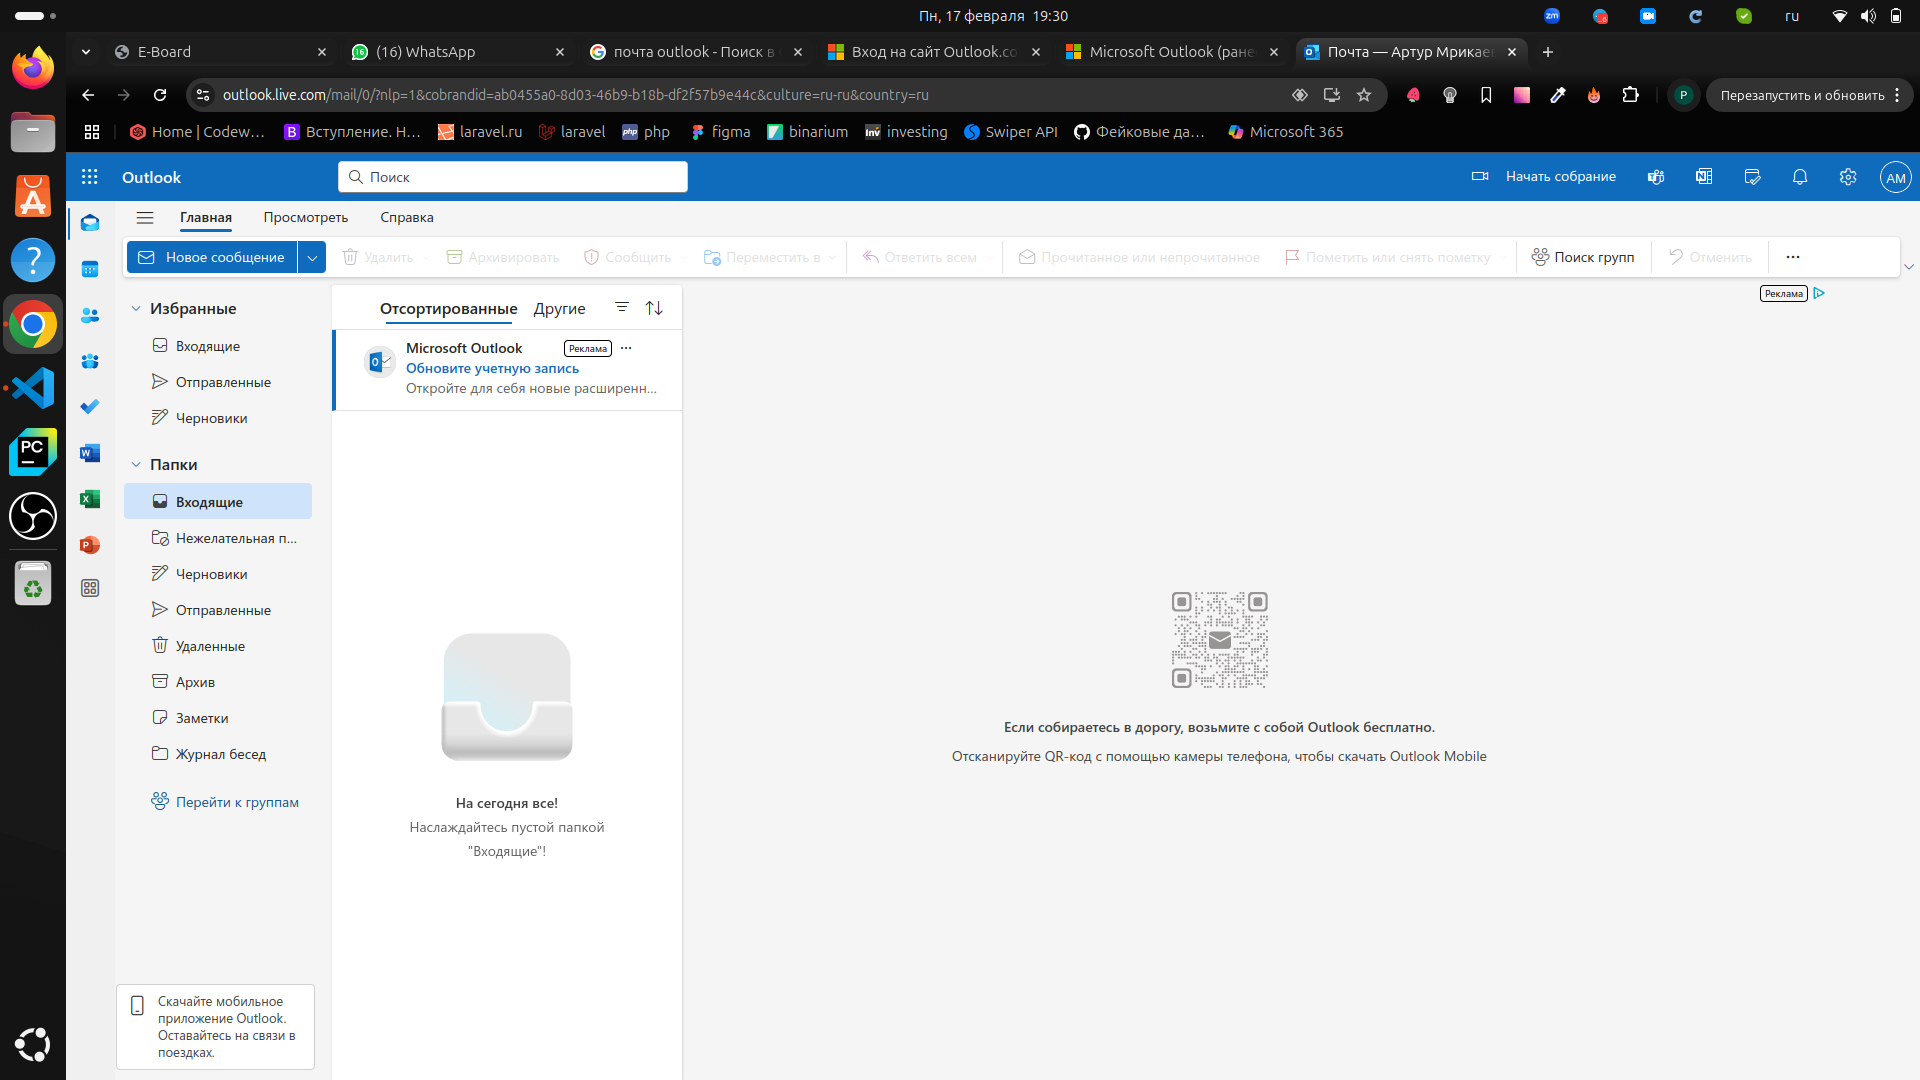 Пн, 17 февраля 19:30
ru
E-Board
(16) WhatsApp
почта outlook - Поиск в
Вход на сайт Outlook.co
Microsoft Outlook (ране
Почта — Артур Мрикаев
outlook.live.com/mail/0/?nlp=1&cobrandid=ab0455a0-8d03-46b9-b18b-df2f57b9e44c&culture=ru-ru&country=ru
P
Перезапустить и обновить
Home | Codew...
Вступление. Н...
laravel.ru
laravel
php
figma
binarium
investing
Swiper API
Фейковые да...
Microsoft 365
Outlook
Поиск
Начать собрание
AM
Главная
Просмотреть
Справка
Новое сообщение
Удалить
Архивировать
Сообщить
Переместить в
Ответить всем
Прочитанное или непрочитанное
Пометить или снять пометку
Поиск групп
Отменить
Избранные
Входящие
Отправленные
Черновики
Папки
Входящие
Нежелательная п...
Черновики
Отправленные
Удаленные
Архив
Заметки
Журнал бесед
Перейти к группам
Скачайте мобильное
приложение Outlook.
Оставайтесь на связи в
поездках.
Отсортированные
Другие
Microsoft Outlook
Реклама
Обновите учетную запись
Откройте для себя новые расширенн...
На сегодня все!
Наслаждайтесь пустой папкой
"Входящие"!
Реклама
Если собираетесь в дорогу, возьмите с собой Outlook бесплатно.
Отсканируйте QR-код с помощью камеры телефона, чтобы скачать Outlook Mobile